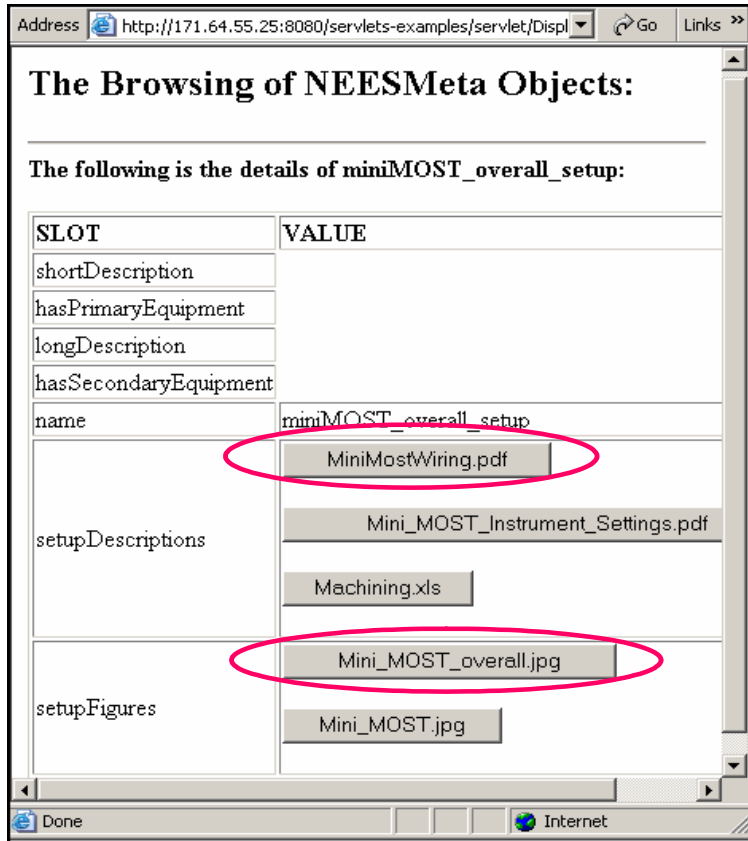 Address http://171.64.55.25:8080/servlets-examples/servlet/Displ Go Links »
The Browsing of NEESMeta Objects:
The following is the details of miniMOST_overall_setup:
SLOT VALUE
shortDescription
hasPrimaryEquipment
longDescription
hasSecondaryEquipment
name miniMOST_overall_setup
setupDescriptions
MiniMostWiring.pdf
Mini_MOST_Instrument_Settings.pdf
Machining.xls
setupFigures
Mini_MOST_overall.jpg
Mini_MOST.jpg
Done Internet